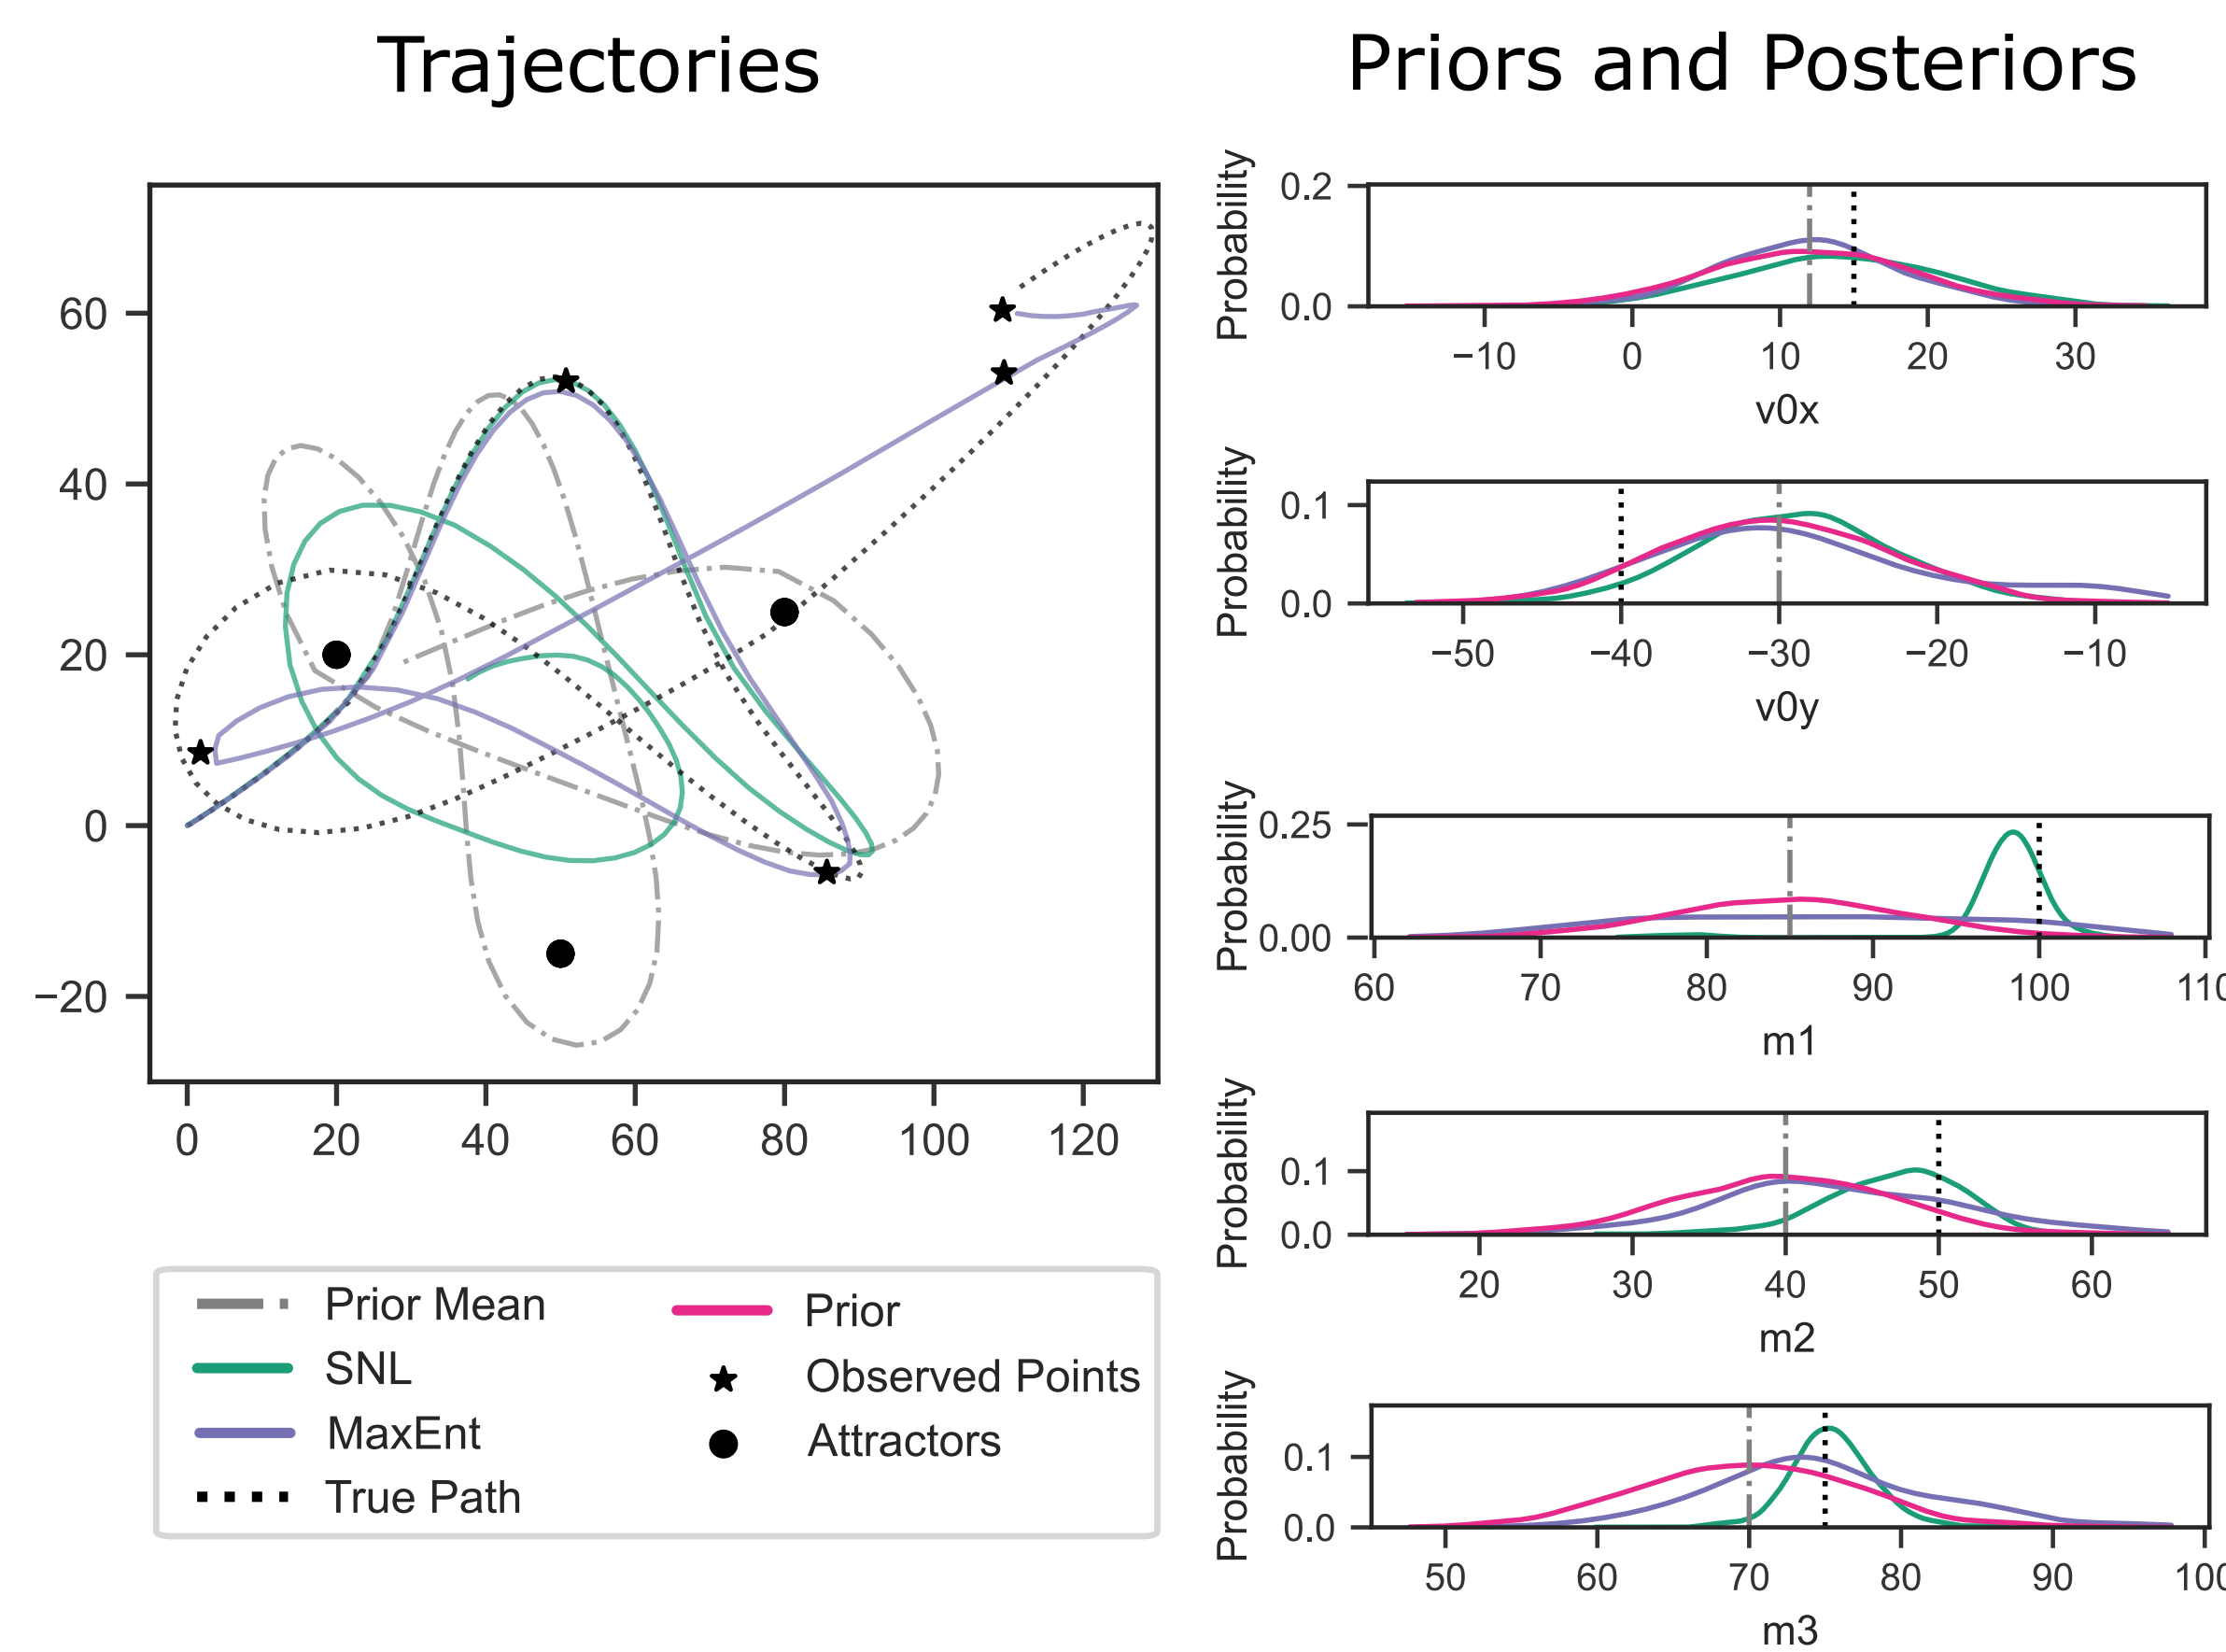 Trajectories
60
40
20
0
−20
0 20 40 60 80 100 120
Prior Mean
SNL
MaxEnt
True Path
Prior
Observed Points
Attractors
Priors and Posteriors
Probability
0.2
0.0
−10 0 10 20 30
v0x
Probability
0.1
0.0
−50 −40 −30 −20 −10
v0y
Probability
0.25
0.00
60 70 80 90 100 110
m1
Probability
0.1
0.0
20 30 40 50 60
m2
Probability
0.1
0.0
50 60 70 80 90 100
m3